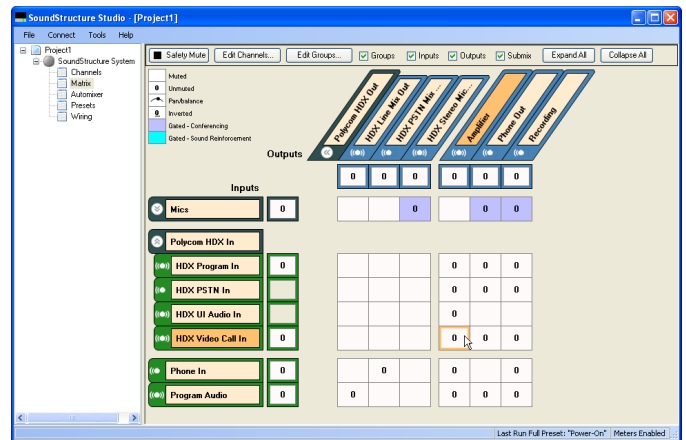 SoundStructure Studio - [Project1]
File Connect Tools Help
Project1
SoundStructure System
Channels
Matrix
Automixer
Presets
Wiring
Safety Mute Edit Channels... Edit Groups... Groups Inputs Outputs Submix Expand All Collapse All
Muted
0 Unmuted
Pan/balance
0 Inverted
Gated - Conferencing
Gated - Sound Reinforcement
Outputs
Polycom HDX Out
HDX Line Mix Out
HDX PSTN Mix ...
HDX Stereo Mic...
Amplifier
Phone Out
Recording
0 0 0 0 0 0
Inputs
Mics 0 0 0 0
Polycom HDX In
HDX Program In 0 0 0 0
HDX PSTN In 0 0 0
HDX UI Audio In 0
HDX Video Call In 0 0 0 0
Phone In 0 0 0 0 0
Program Audio 0 0 0 0 0
Last Run Full Preset: "Power-On" Meters Enabled